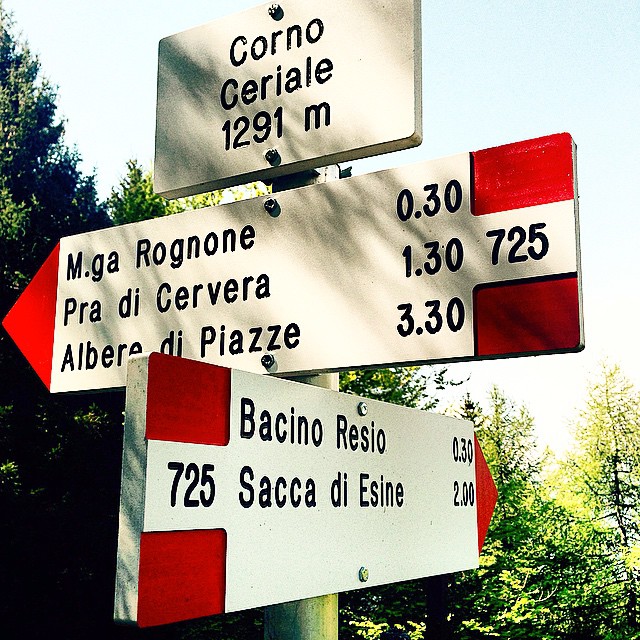 Corno
Ceriale
1291 m
M.ga Rognone 0.30
Pra di Cervera 1.30
Albere di Piazze 3.30
725
Bacino Resio 0.30
725 Sacca di Esine 2.00